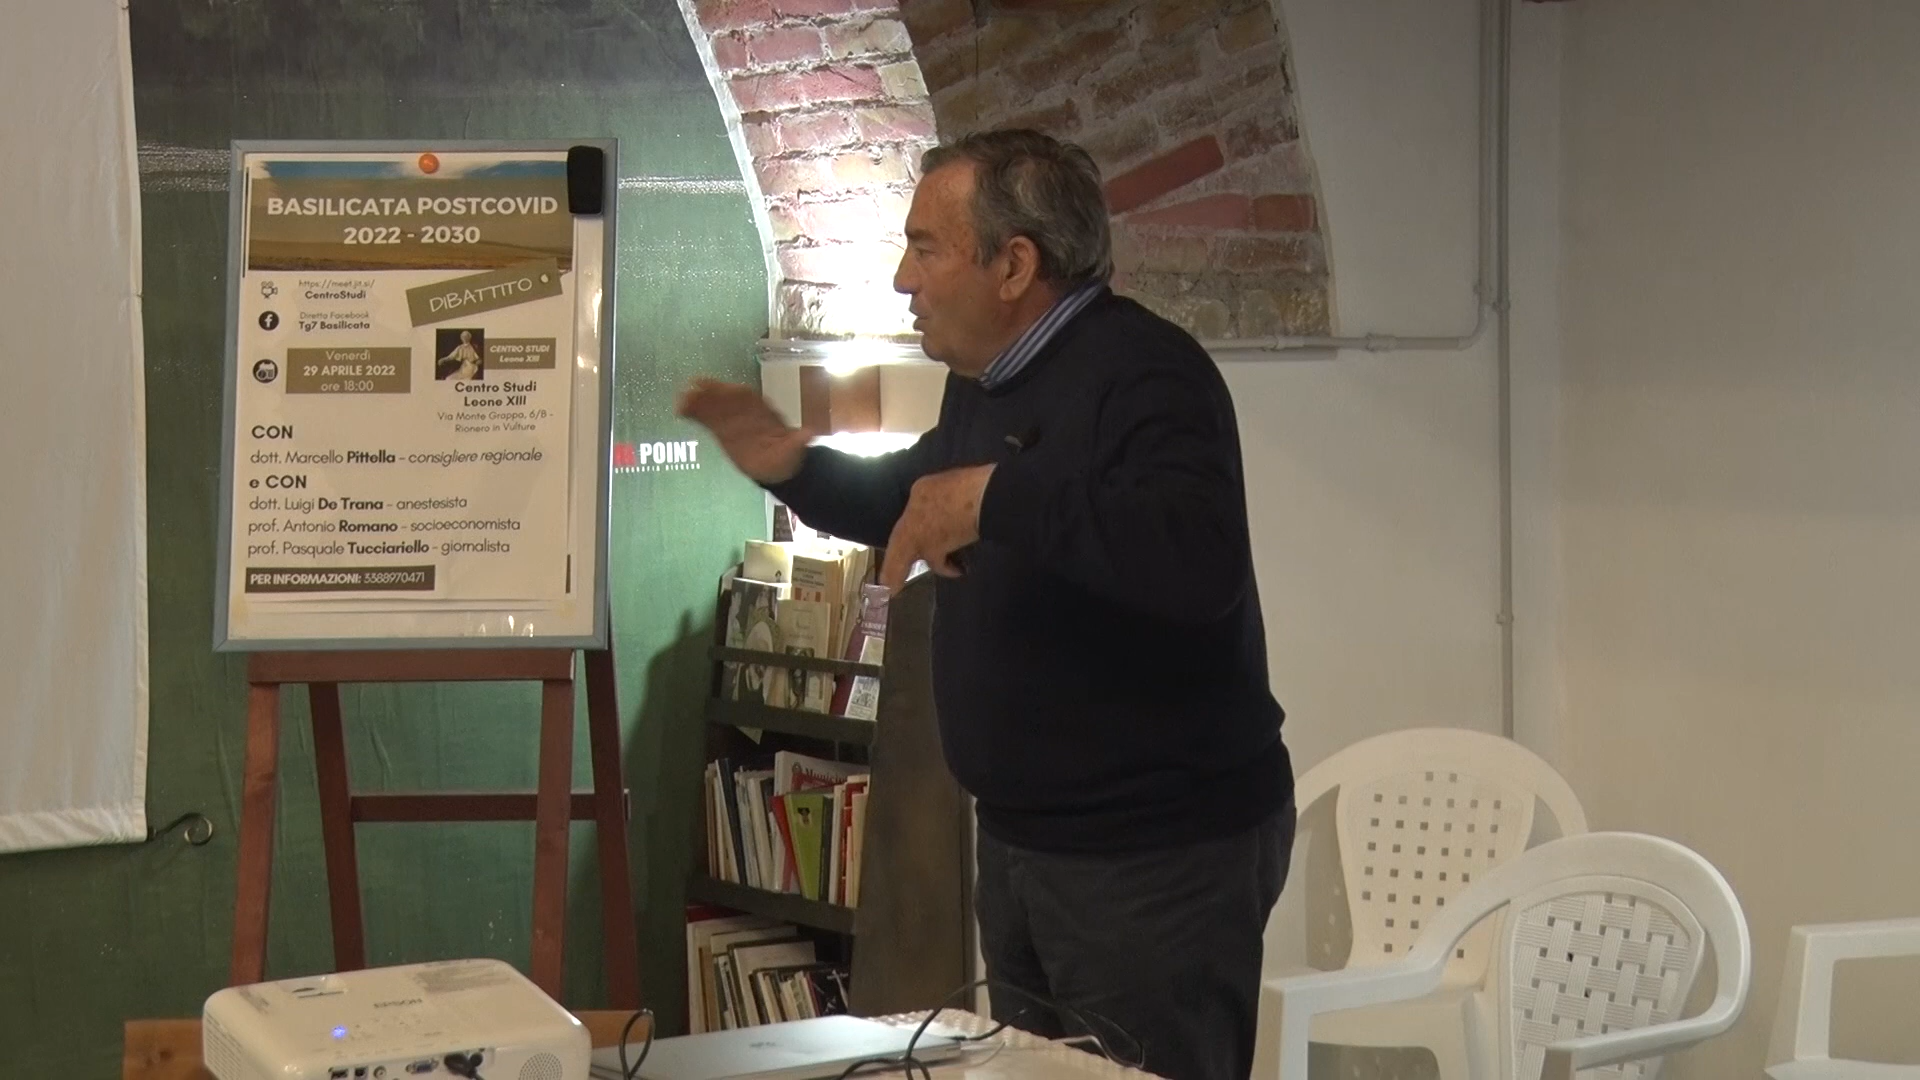 BASILICATA POSTCOVID
2022 - 2030
https://meet.jit.si/
CentroStudi
DIBATTITO
Diretta Facebook
Tg7 Basilicata
CENTRO STUDI
Leone XIII
Venerdì
29 APRILE 2022
ore 18:00
Centro Studi
Leone XIII
Via Monte Grappa, 6/B -
Rionero in Vulture
CON
dott. Marcello Pittella - consigliere regionale
e CON
dott. Luigi De Trana - anestesista
prof. Antonio Romano - socioeconomista
prof. Pasquale Tucciariello - giornalista
PER INFORMAZIONI: 3388970471
POINT
EPSON